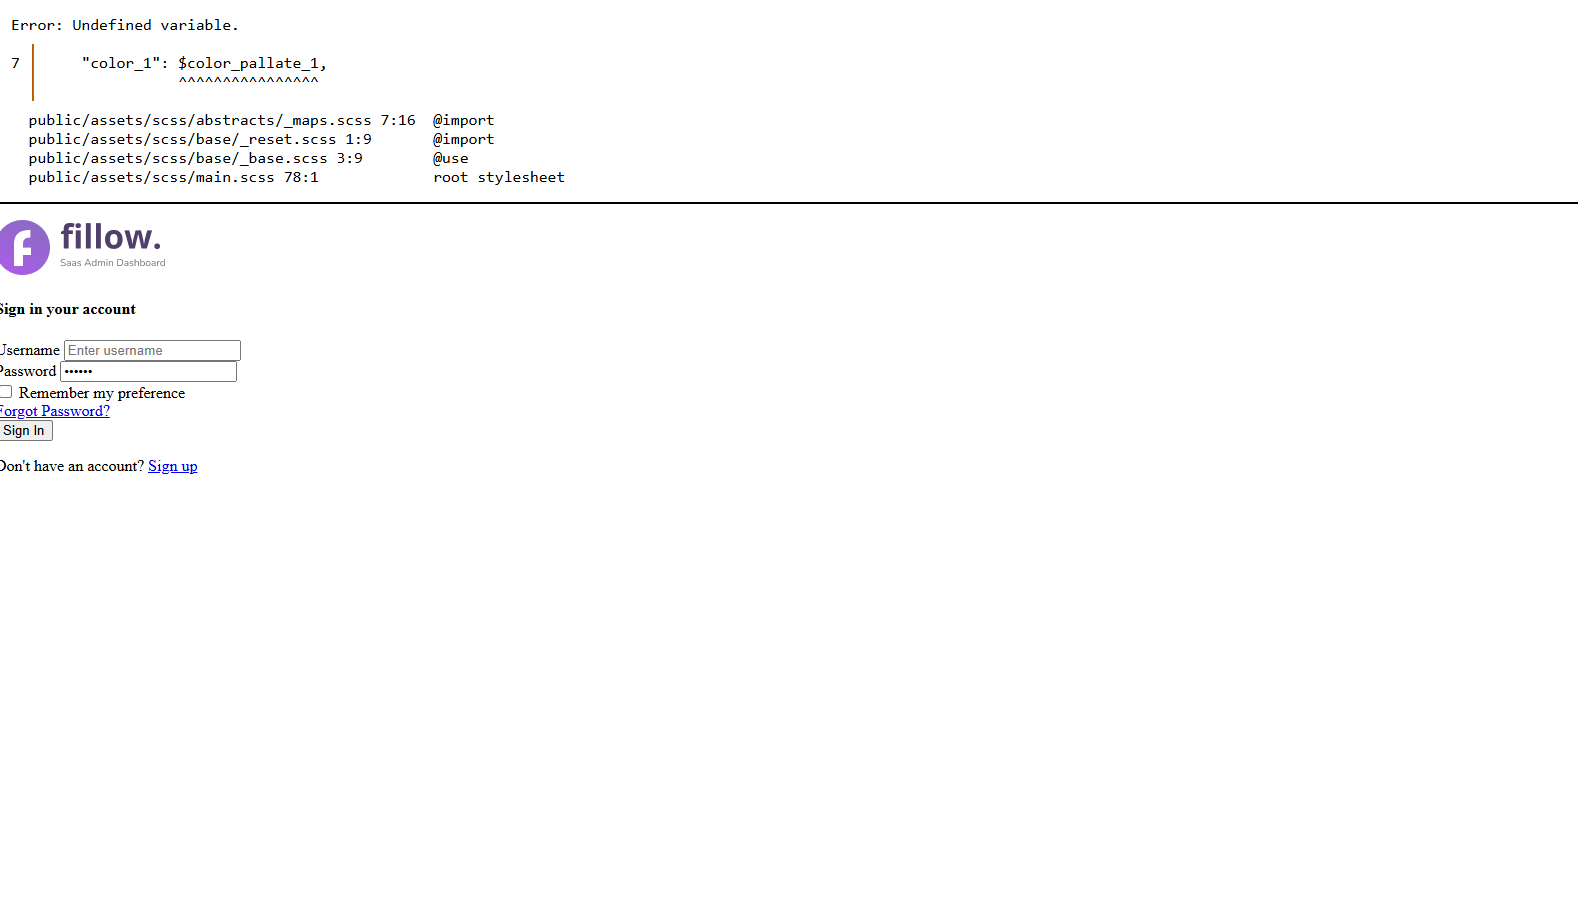 Error: Undefined variable.
7 "color_1": $color_pallate_1,
^^^^^^^^^^^^^^^^
public/assets/scss/abstracts/_maps.scss 7:16 @import
public/assets/scss/base/_reset.scss 1:9 @import
public/assets/scss/base/_base.scss 3:9 @use
public/assets/scss/main.scss 78:1 root stylesheet
fillow.
Saas Admin Dashboard
Sign in your account
Username Enter username
Password ••••••
Remember my preference
Forgot Password?
Sign In
Don't have an account? Sign up